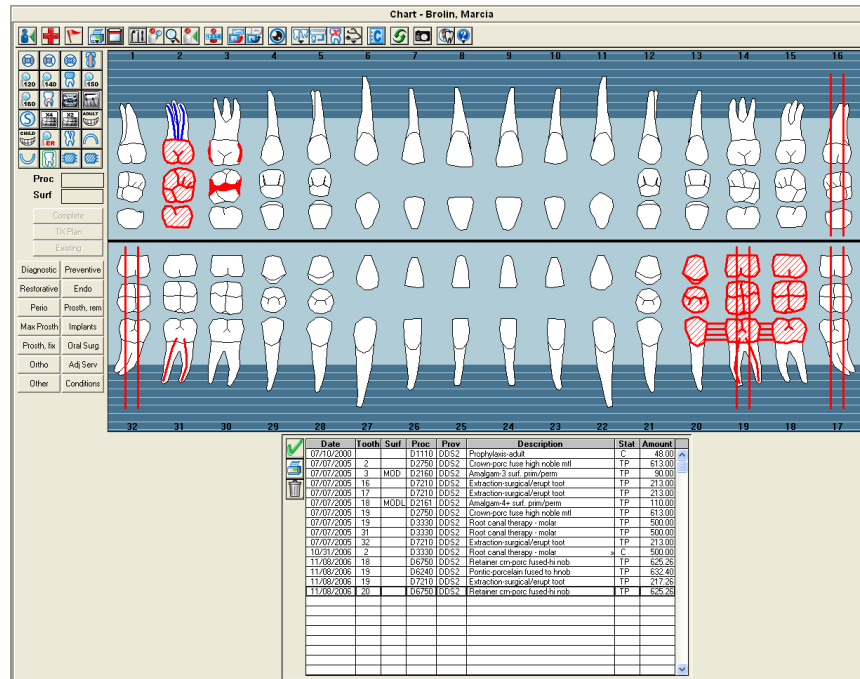 Chart - Brolin, Marcia
120 140 150
160
X4 X2 ADULT
CHILD ER
1 2 3 4 5 6 7 8 9 10 11 12 13 14 15 16
Proc
Surf
Complete
TX Plan
Existing
Diagnostic Preventive
Restorative Endo
Perio Prosth, rem
Max Prosth Implants
Prosth, fix Oral Surg
Ortho Adj Serv
Other Conditions
32 31 30 29 28 27 26 25 24 23 22 21 20 19 18 17
Date Tooth Surf Proc Prov Description Stat Amount
07/10/2000 D1110 DDS2 Prophylaxis-adult C 48.00
07/07/2005 2 D2750 DDS2 Crown-porc fuse high noble mtl TP 613.00
07/07/2005 3 MOD D2160 DDS2 Amalgam-3 surf. prim/perm TP 90.00
07/07/2005 16 D7210 DDS2 Extraction-surgical/erupt toot TP 213.00
07/07/2005 17 D7210 DDS2 Extraction-surgical/erupt toot TP 213.00
07/07/2005 18 MODL D2161 DDS2 Amalgam-4+ surf. prim/perm TP 110.00
07/07/2005 19 D2750 DDS2 Crown-porc fuse high noble mtl TP 613.00
07/07/2005 19 D3330 DDS2 Root canal therapy - molar TP 500.00
07/07/2005 31 D3330 DDS2 Root canal therapy - molar TP 500.00
07/07/2005 32 D7210 DDS2 Extraction-surgical/erupt toot TP 213.00
10/31/2006 2 D3330 DDS2 Root canal therapy - molar » C 500.00
11/08/2006 18 D6750 DDS2 Retainer crn-porc fused-hi nob TP 625.26
11/08/2006 19 D6240 DDS2 Pontic-porcelain fused to hnob TP 632.40
11/08/2006 19 D7210 DDS2 Extraction-surgical/erupt toot TP 217.26
11/08/2006 20 D6750 DDS2 Retainer crn-porc fused-hi nob TP 625.26